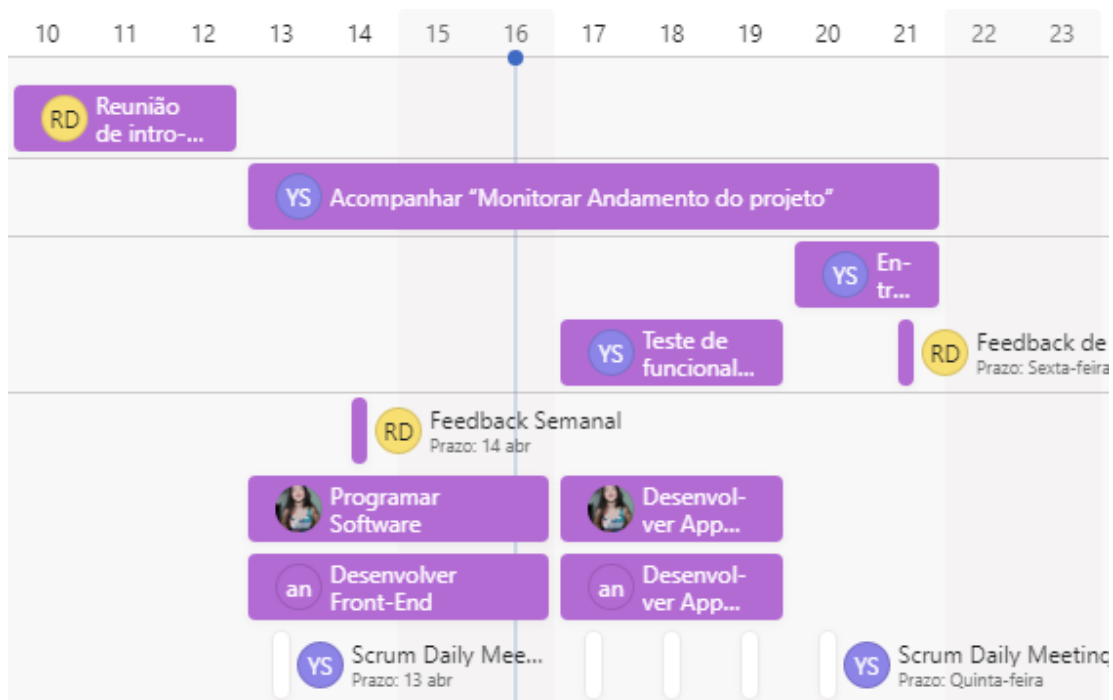 10 11 12 13 14 15 16 17 18 19 20 21 22 23
RD
Reunião
de intro-...
YS
Acompanhar “Monitorar Andamento do projeto”
YS
En-
tr...
YS
Teste de
funcional...
RD
Feedback de
Prazo: Sexta-feira
RD
Feedback Semanal
Prazo: 14 abr
Programar
Software
Desenvol-
ver App...
an
Desenvolver
Front-End
an
Desenvol-
ver App...
YS
Scrum Daily Mee...
Prazo: 13 abr
YS
Scrum Daily Meeting
Prazo: Quinta-feira